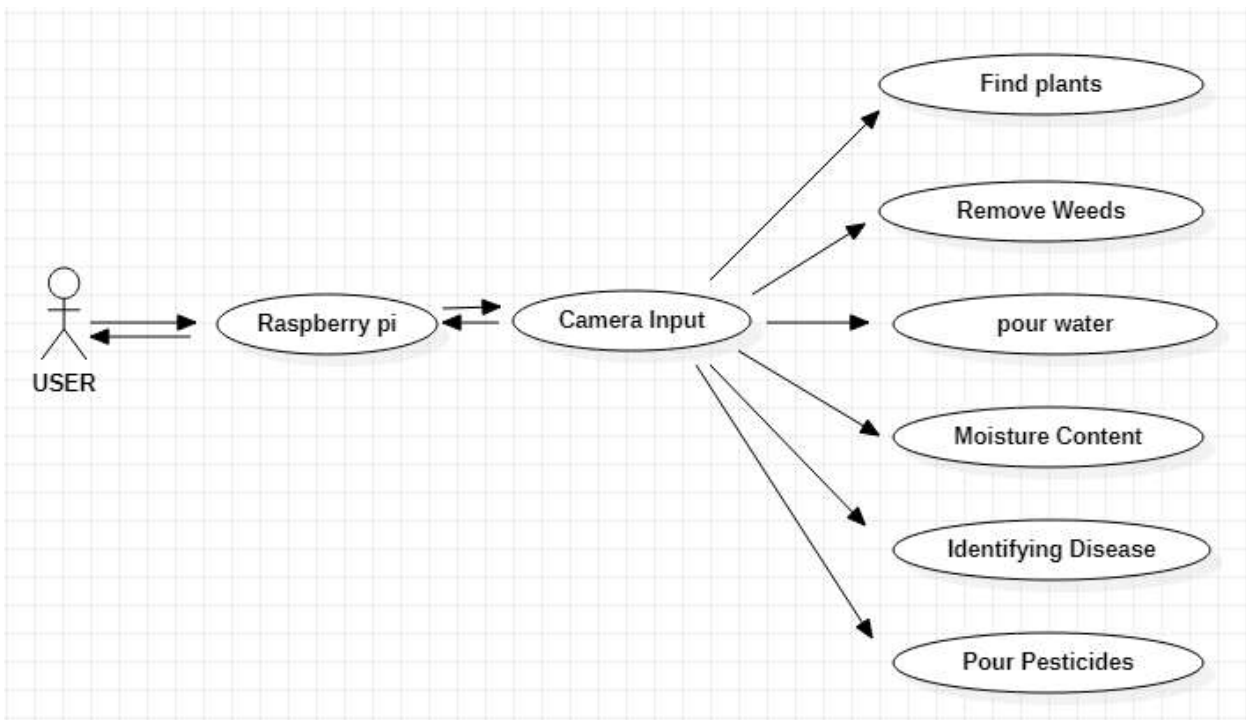 Find plants
Remove Weeds
USER
Raspberry pi
Camera Input
pour water
Moisture Content
Identifying Disease
Pour Pesticides